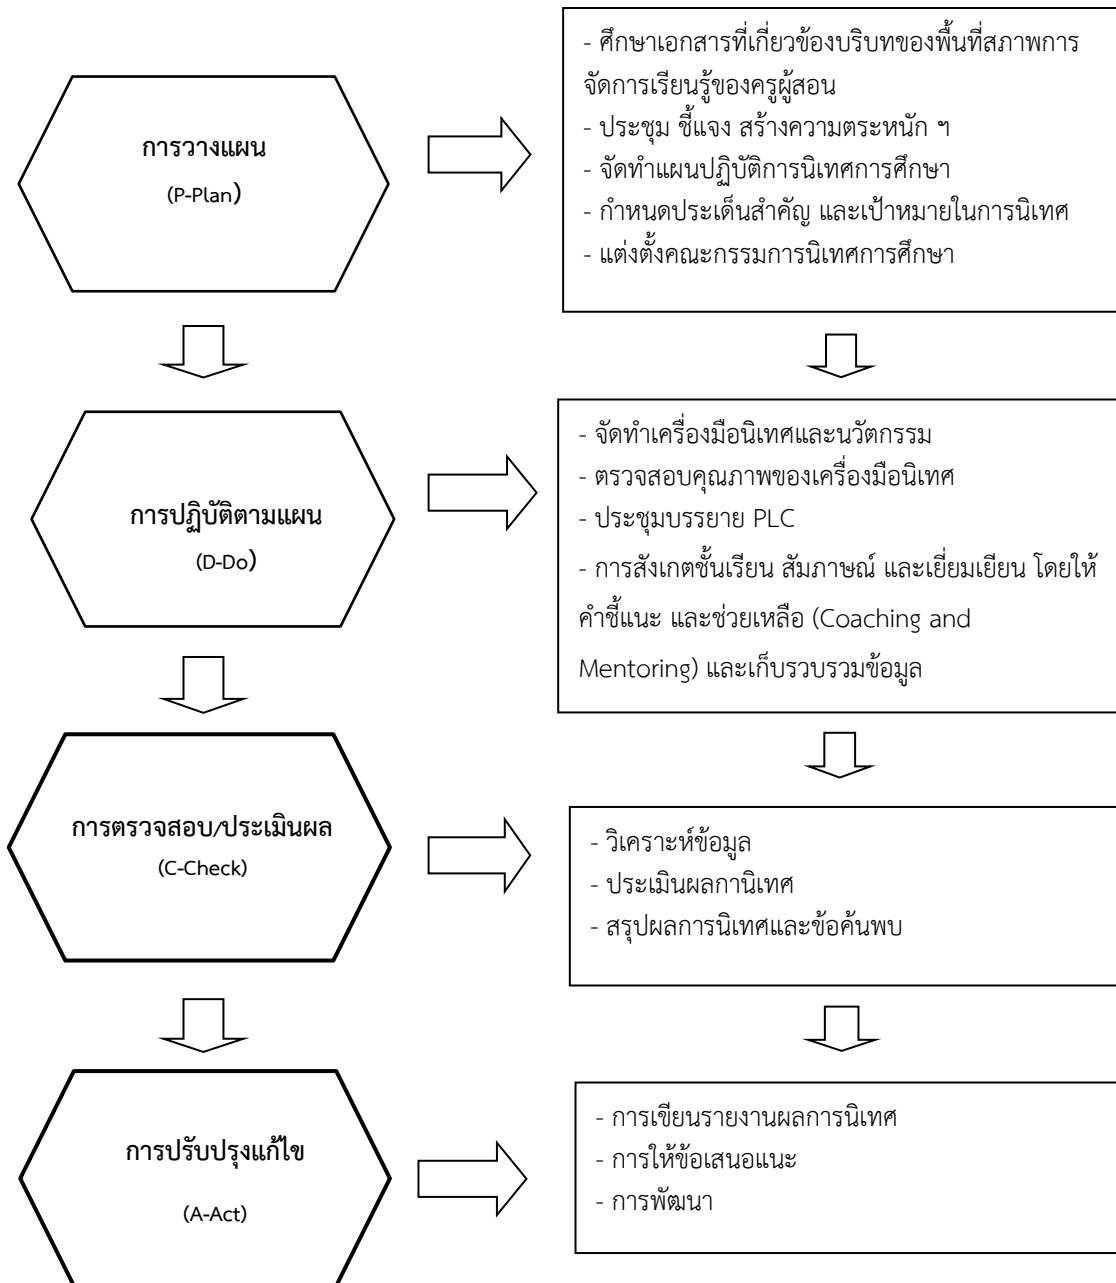 การวางแผน
(P-Plan)
- ศึกษาเอกสารที่เกี่ยวข้องบริบทของพื้นที่สภาพการ
จัดการเรียนรู้ของครูผู้สอน
- ประชุม ชี้แจง สร้างความตระหนัก ฯ
- จัดทำแผนปฏิบัติการนิเทศการศึกษา
- กำหนดประเด็นสำคัญ และเป้าหมายในการนิเทศ
- แต่งตั้งคณะกรรมการนิเทศการศึกษา
การปฏิบัติตามแผน
(D-Do)
- จัดทำเครื่องมือนิเทศและนวัตกรรม
- ตรวจสอบคุณภาพของเครื่องมือนิเทศ
- ประชุมบรรยาย PLC
- การสังเกตชั้นเรียน สัมภาษณ์ และเยี่ยมเยียน โดยให้
คำชี้แนะ และช่วยเหลือ (Coaching and
Mentoring) และเก็บรวบรวมข้อมูล
การตรวจสอบ/ประเมินผล
(C-Check)
- วิเคราะห์ข้อมูล
- ประเมินผลกานิเทศ
- สรุปผลการนิเทศและข้อค้นพบ
การปรับปรุงแก้ไข
(A-Act)
- การเขียนรายงานผลการนิเทศ
- การให้ข้อเสนอแนะ
- การพัฒนา